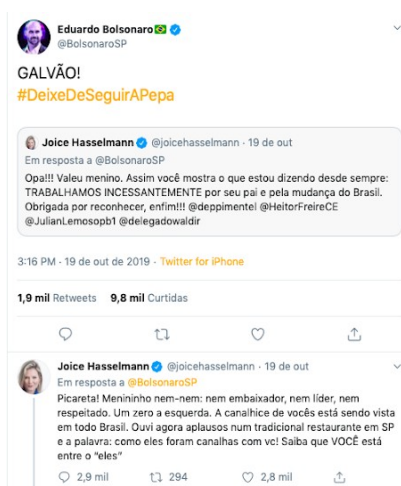 Eduardo Bolsonaro🇧🇷
@BolsonaroSP
GALVÃO!
#DeixeDeSeguirAPepa
Joice Hasselmann @joicehasselmann · 19 de out
Em resposta a @BolsonaroSP
Opa!!! Valeu menino. Assim você mostra o que estou dizendo desde sempre:
TRABALHAMOS INCESSANTEMENTE por seu pai e pela mudança do Brasil.
Obrigada por reconhecer, enfim!!! @deppimentel @HeitorFreireCE
@JulianLemosopb1 @delegadowaldir
3:16 PM · 19 de out de 2019 · Twitter for iPhone
1,9 mil Retweets 9,8 mil Curtidas
Joice Hasselmann @joicehasselmann · 19 de out
Em resposta a @BolsonaroSP
Picareta! Menininho nem-nem: nem embaixador, nem líder, nem
respeitado. Um zero a esquerda. A canalhice de vocês está sendo vista
em todo Brasil. Ouvi agora aplausos num tradicional restaurante em SP
e a palavra: como eles foram canalhas com vc! Saiba que VOCÊ está
entre o “eles”
2,9 mil 294 2,8 mil